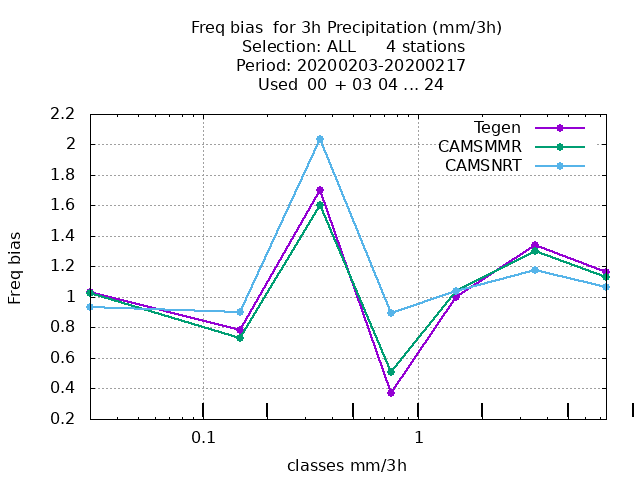 Freq bias  for 3h Precipitation (mm/3h)
Selection: ALL      4 stations
Period: 20200203-20200217
Used  00  + 03 04 ... 24
2.2
2
1.8
1.6
1.4
1.2
1
0.8
0.6
0.4
0.2
Freq bias
Tegen
CAMSMMR
CAMSNRT
0.1
1
classes mm/3h